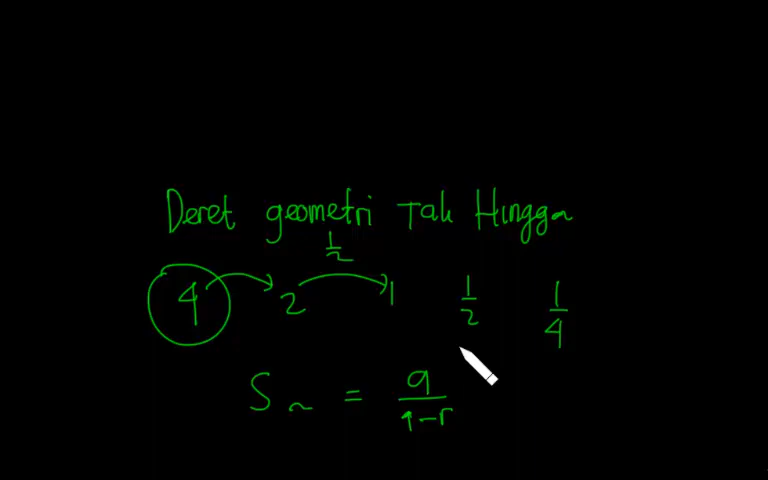 Deret geometri Tak Hingga
1/2
4 2 1 1/2 1/4
S~ = a/(1-r)